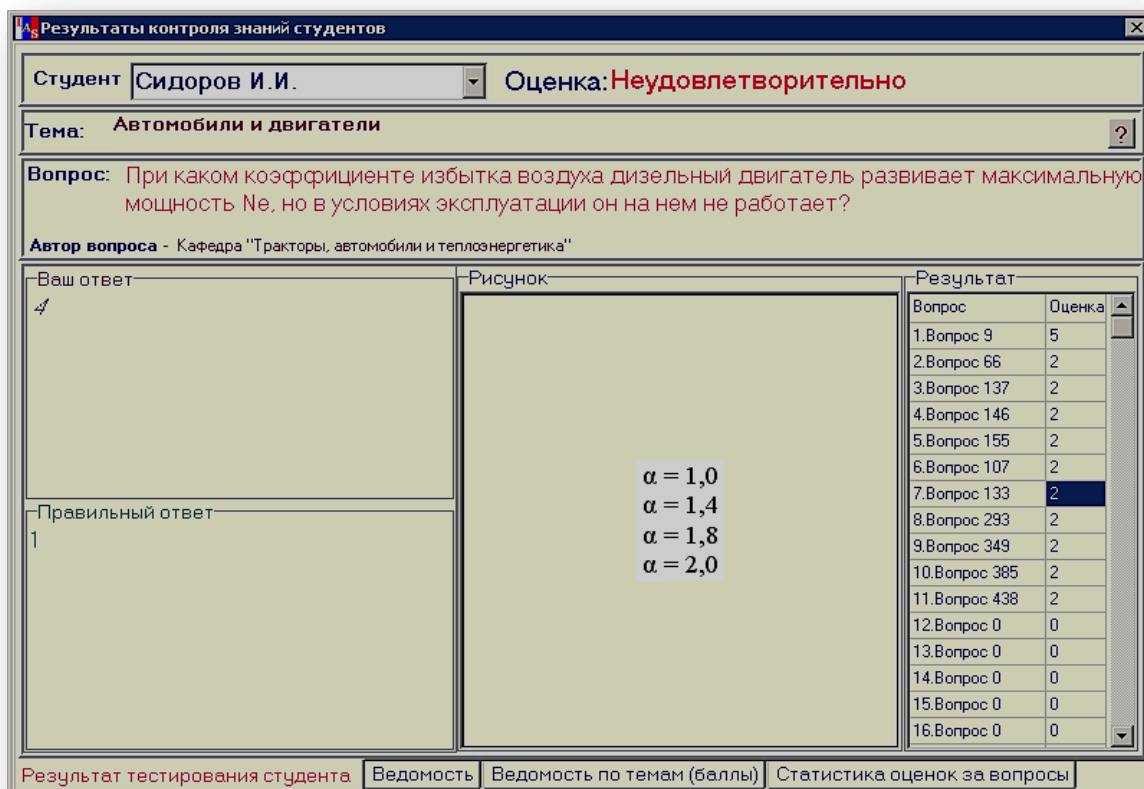 Результаты контроля знаний студентов
Студент Сидоров И.И. Оценка: Неудовлетворительно
Тема: Автомобили и двигатели ?
Вопрос: При каком коэффициенте избытка воздуха дизельный двигатель развивает максимальную
мощность Ne, но в условиях эксплуатации он на нем не работает?
Автор вопроса - Кафедра "Тракторы, автомобили и теплоэнергетика"
Ваш ответ
4
Правильный ответ
1
Рисунок
α = 1,0
α = 1,4
α = 1,8
α = 2,0
Результат
Вопрос Оценка
1.Вопрос 9 5
2.Вопрос 66 2
3.Вопрос 137 2
4.Вопрос 146 2
5.Вопрос 155 2
6.Вопрос 107 2
7.Вопрос 133 2
8.Вопрос 293 2
9.Вопрос 349 2
10.Вопрос 385 2
11.Вопрос 438 2
12.Вопрос 0 0
13.Вопрос 0 0
14.Вопрос 0 0
15.Вопрос 0 0
16.Вопрос 0 0
Результат тестирования студента Ведомость Ведомость по темам (баллы) Статистика оценок за вопросы